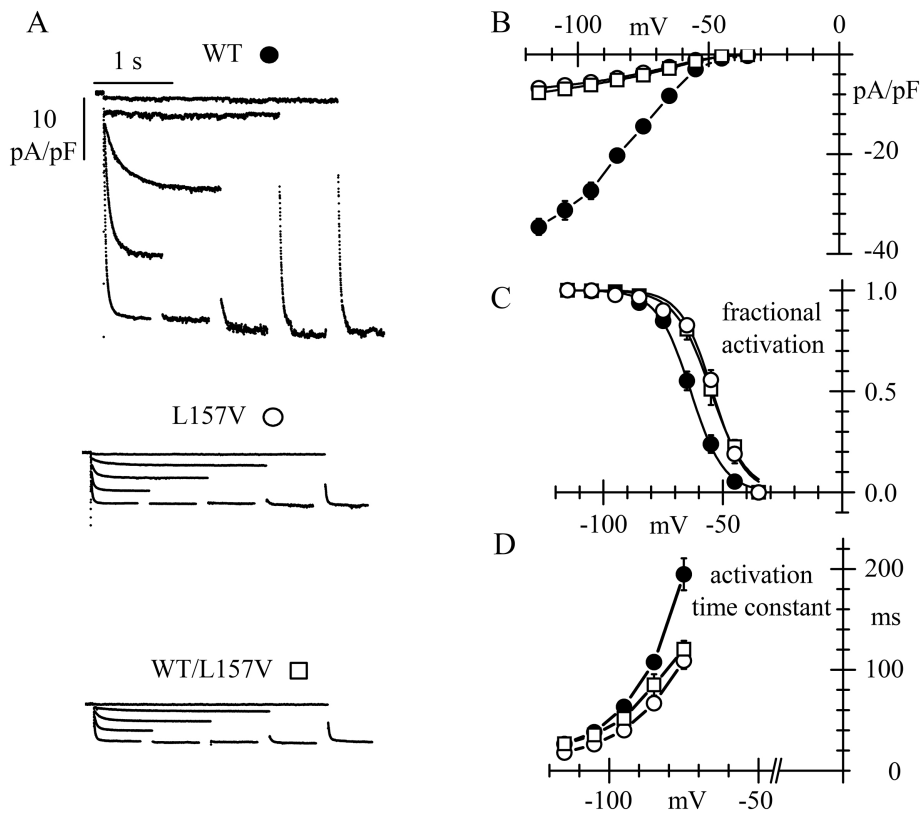 A
WT
1 s
10
pA/pF
L157V
WT/L157V
B
-100 mV -50 0
pA/pF
-20
-40
C
1.0
fractional
activation
0.5
0.0
-100 mV -50
D
200
activation
time constant
ms
100
0
-100 mV -50